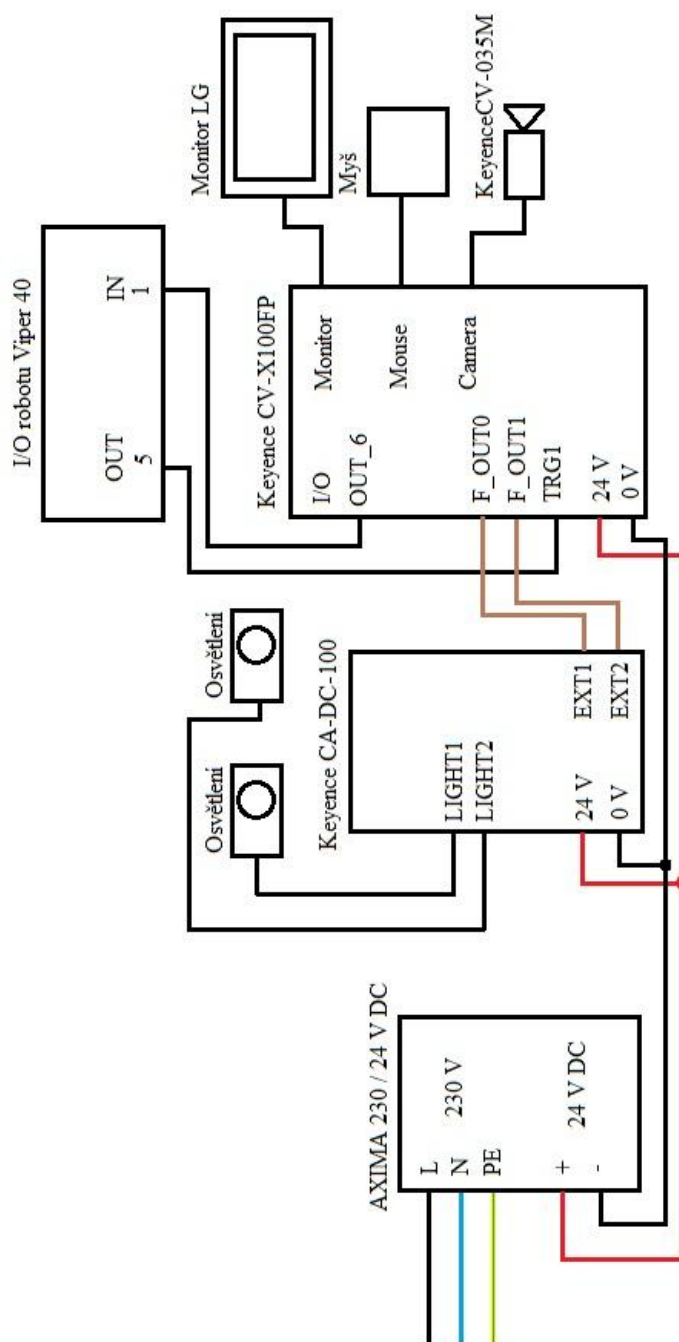 I/O robotu Viper 40
OUT
5
IN
1
Monitor LG
Myš
KeyenceCV-035M
Keyence CV-X100FP
I/O
OUT_6
Monitor
Mouse
Camera
F_OUT0
F_OUT1
TRG1
24 V
0 V
Osvětlení
Osvětlení
Keyence CA-DC-100
LIGHT1
LIGHT2
24 V
0 V
EXT1
EXT2
AXIMA 230 / 24 V DC
L
N
PE
230 V
+
-
24 V DC